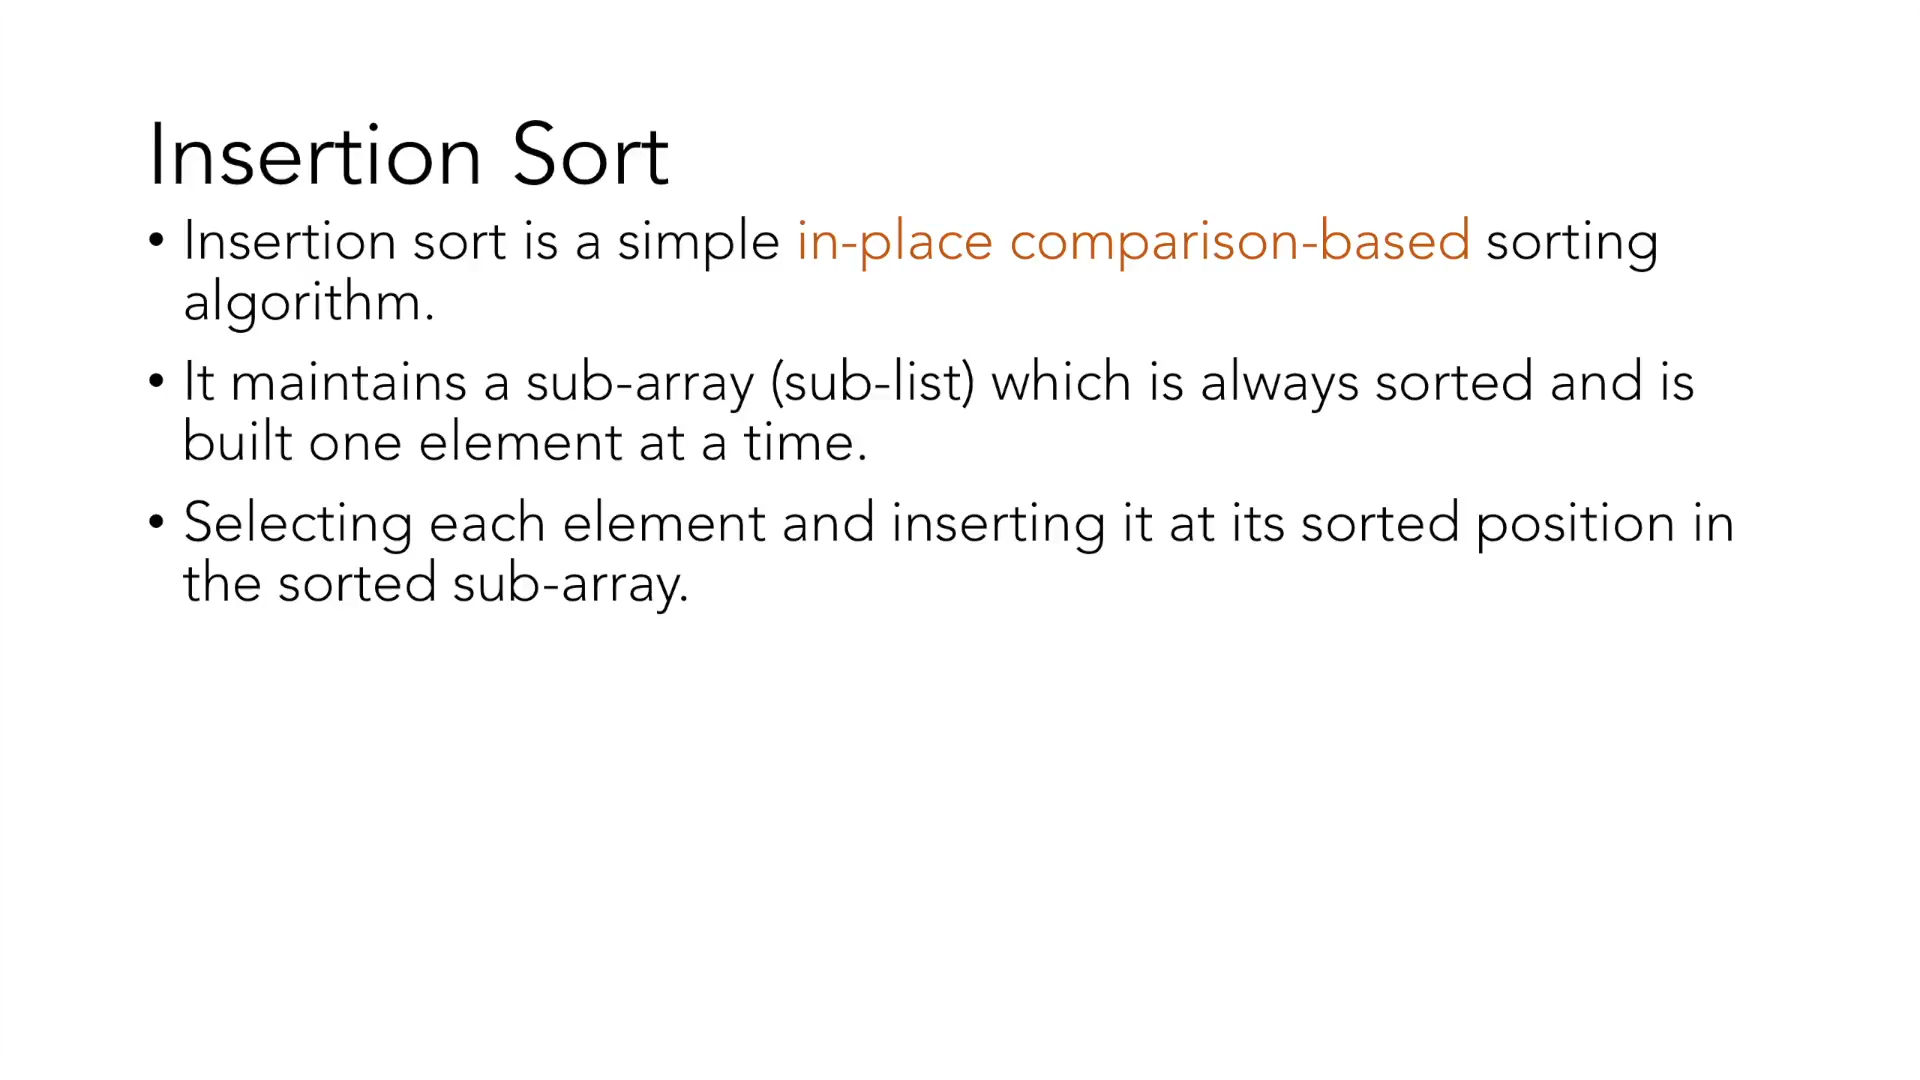 Insertion Sort
• Insertion sort is a simple in-place comparison-based sorting
algorithm.
• It maintains a sub-array (sub-list) which is always sorted and is
built one element at a time.
• Selecting each element and inserting it at its sorted position in
the sorted sub-array.